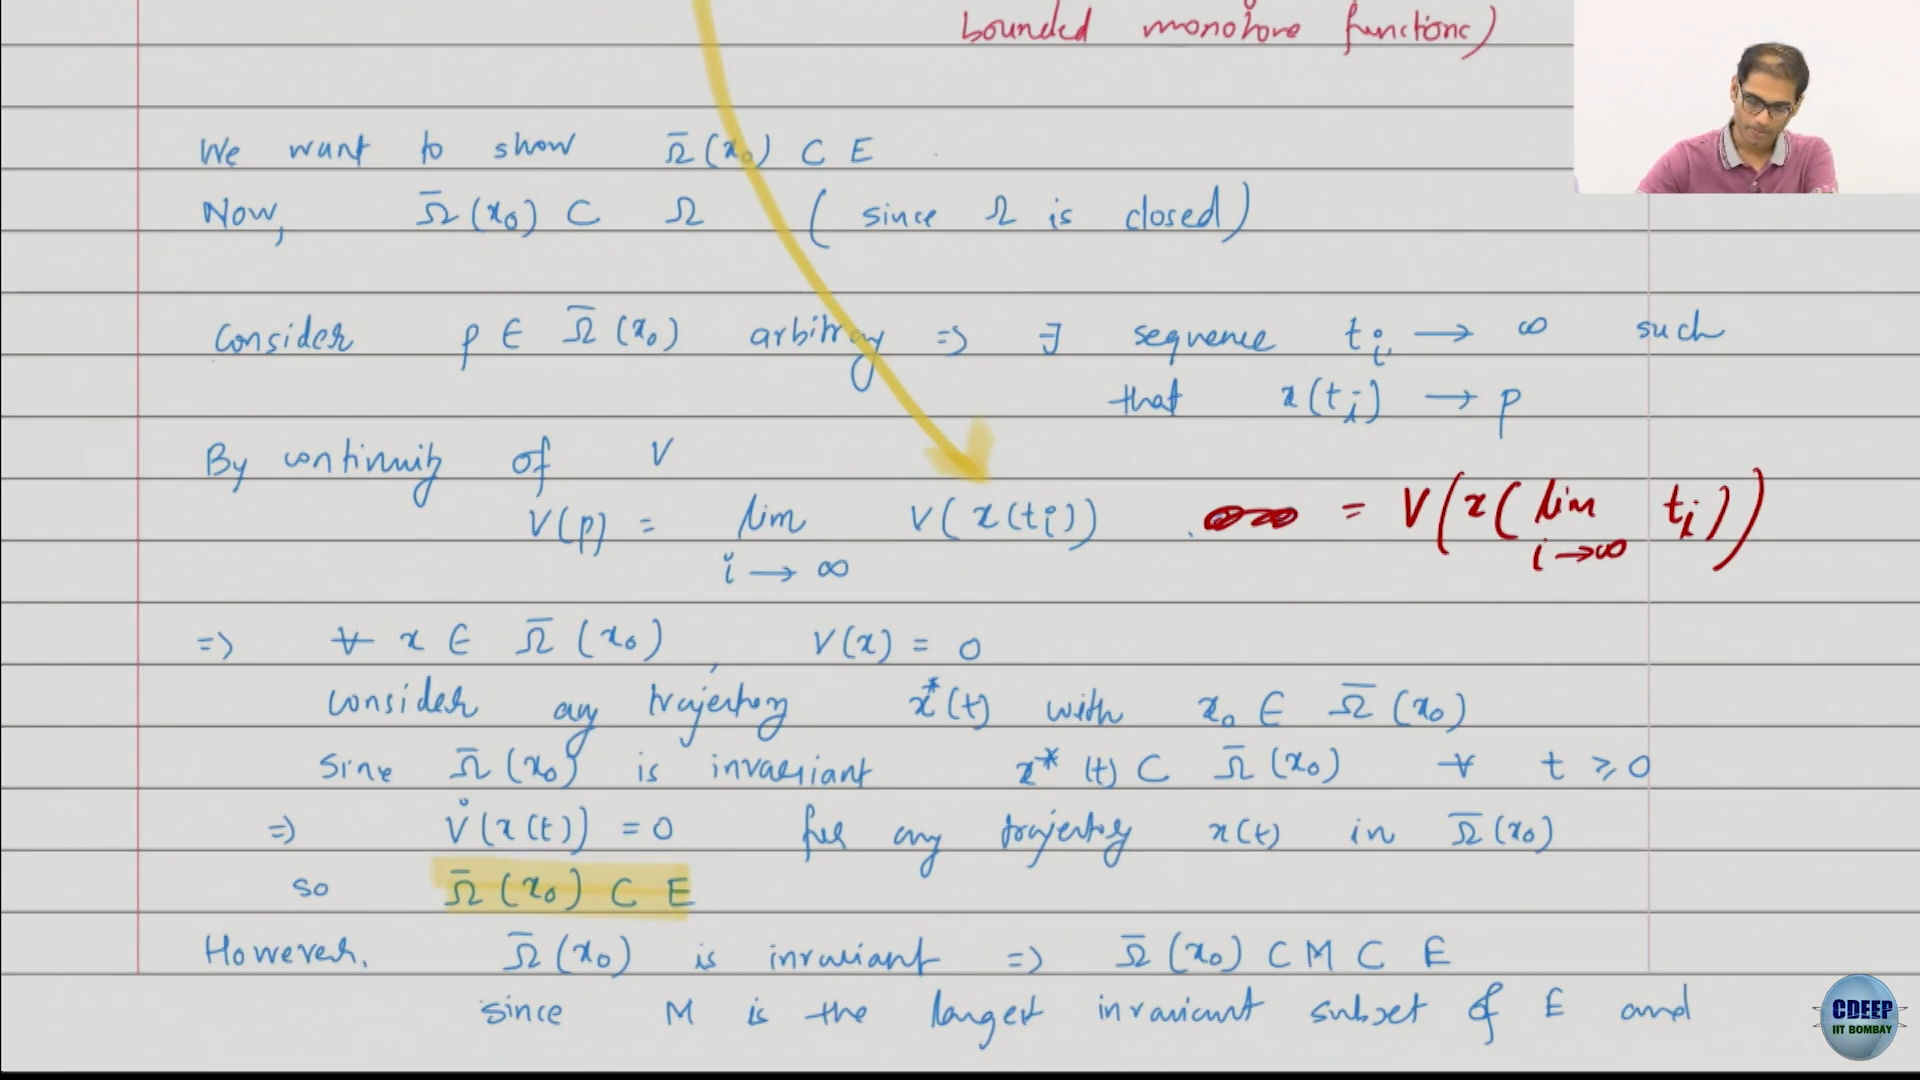 bounded monotone functions)
We want to show Ω̄(x₀) ⊂ E
Now, Ω̄(x₀) ⊂ Ω (since Ω is closed)
Consider p ∈ Ω̄(x₀) arbitray => ∃ sequence tᵢ → ∞ such
that x(tᵢ) → p
By continuity of V
V(p) = lim V(x(tᵢ)) = V(x(lim tᵢ))
i → ∞ i → ∞
=> ∀ x ∈ Ω̄(x₀), V(x) = 0
consider any trajectory x*(t) with x₀ ∈ Ω̄(x₀)
Since Ω̄(x₀) is invariant x*(t) ⊂ Ω̄(x₀) ∀ t ≥ 0
=> V̇(x(t)) = 0 for any trajectory x(t) in Ω̄(x₀)
so Ω̄(x₀) ⊂ E
However, Ω̄(x₀) is invariant => Ω̄(x₀) ⊂ M ⊂ E
since M is the largest invariant subset of E and
CDEEP
IIT BOMBAY